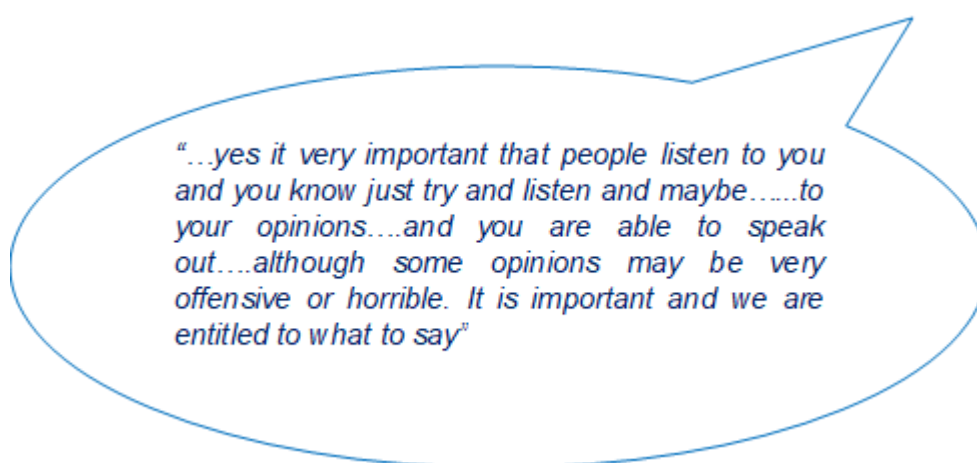 “…yes it very important that people listen to you
and you know just try and listen and maybe…...to
your opinions….and you are able to speak
out….although some opinions may be very
offensive or horrible. It is important and we are
entitled to what to say”